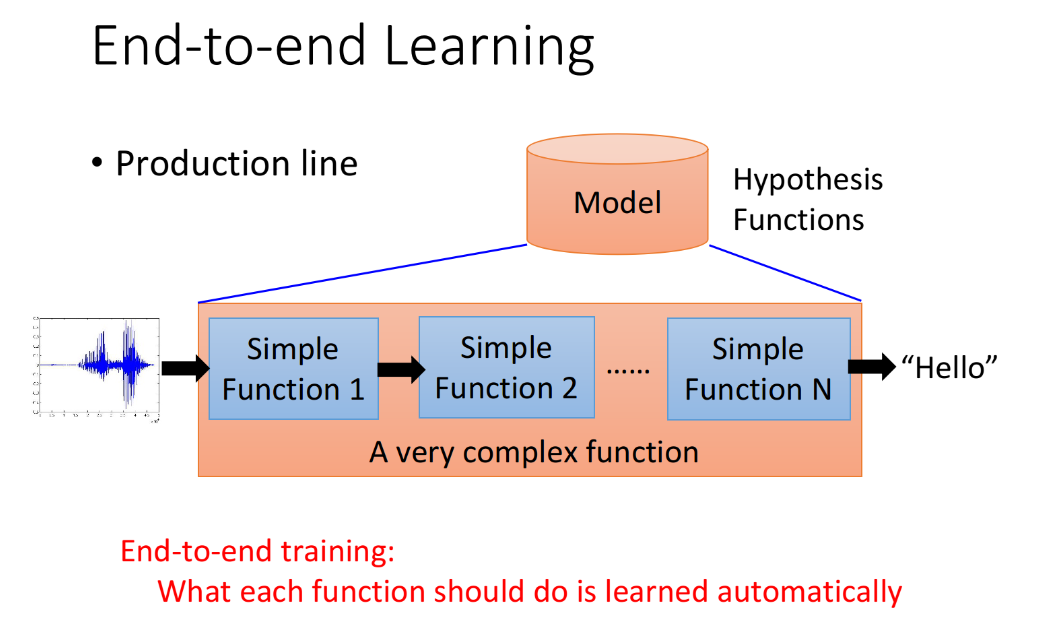 End-to-end Learning
• Production line
Model
Hypothesis
Functions
Simple
Function 1
Simple
Function 2
……
Simple
Function N
“Hello”
A very complex function
End-to-end training:
What each function should do is learned automatically